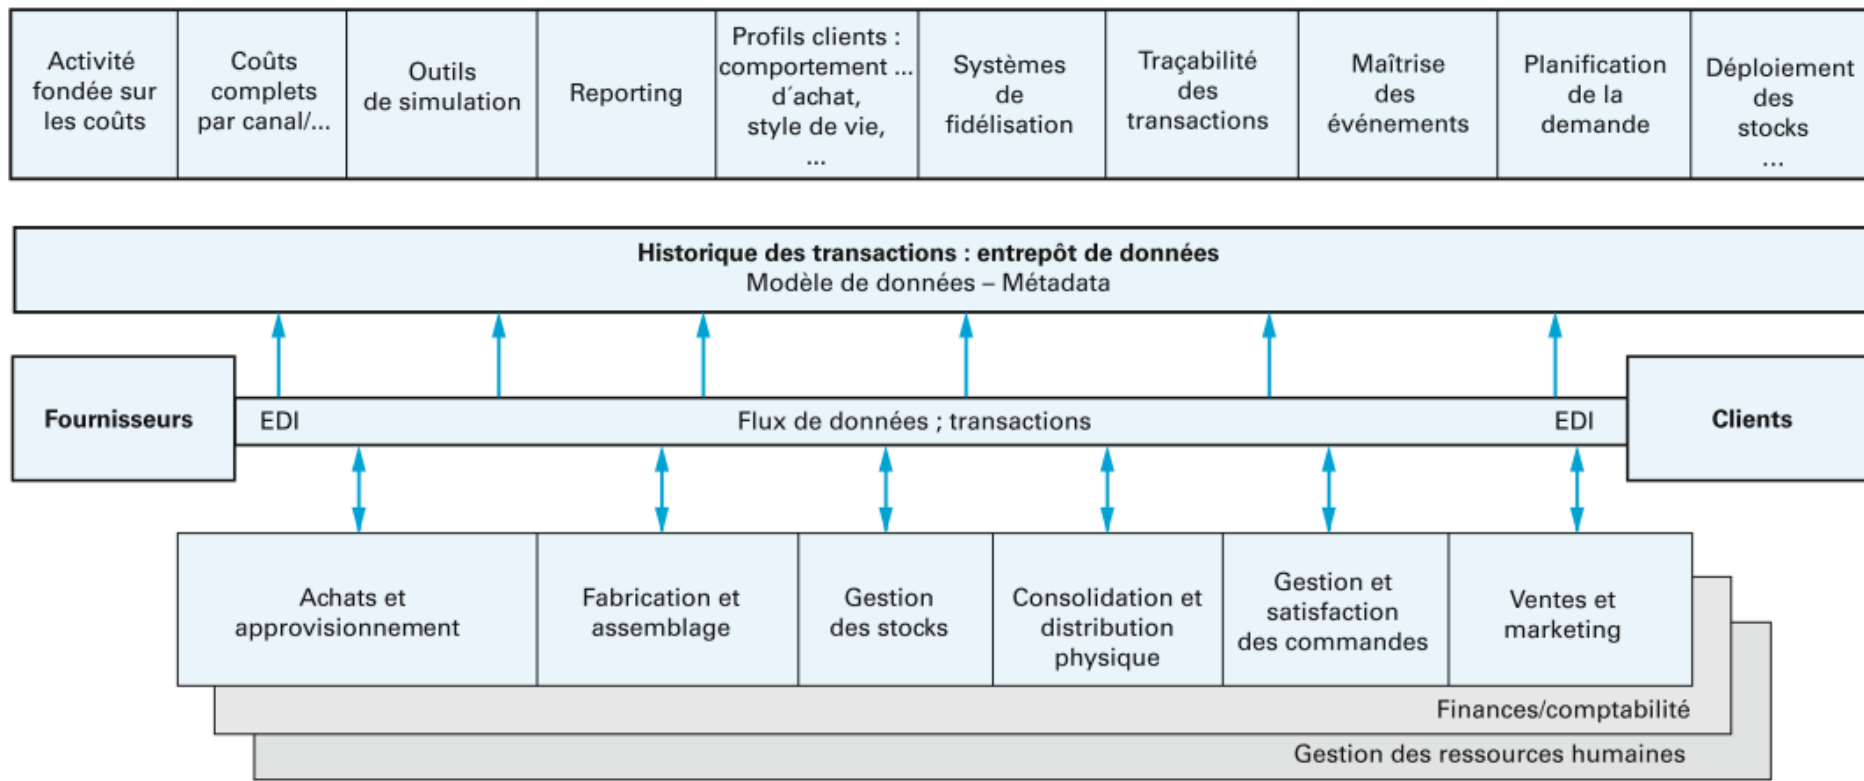 Activité
fondée sur
les coûts
Coûts
complets
par canal/...
Outils
de simulation
Reporting
Profils clients :
comportement ...
d´achat,
style de vie,
...
Systèmes
de
fidélisation
Traçabilité
des
transactions
Maîtrise
des
événements
Planification
de la
demande
Déploiement
des
stocks
...
Historique des transactions : entrepôt de données
Modèle de données – Métadata
Fournisseurs
EDI
Flux de données ; transactions
EDI
Clients
Achats et
approvisionnement
Fabrication et
assemblage
Gestion
des stocks
Consolidation et
distribution
physique
Gestion et
satisfaction
des commandes
Ventes et
marketing
Finances/comptabilité
Gestion des ressources humaines